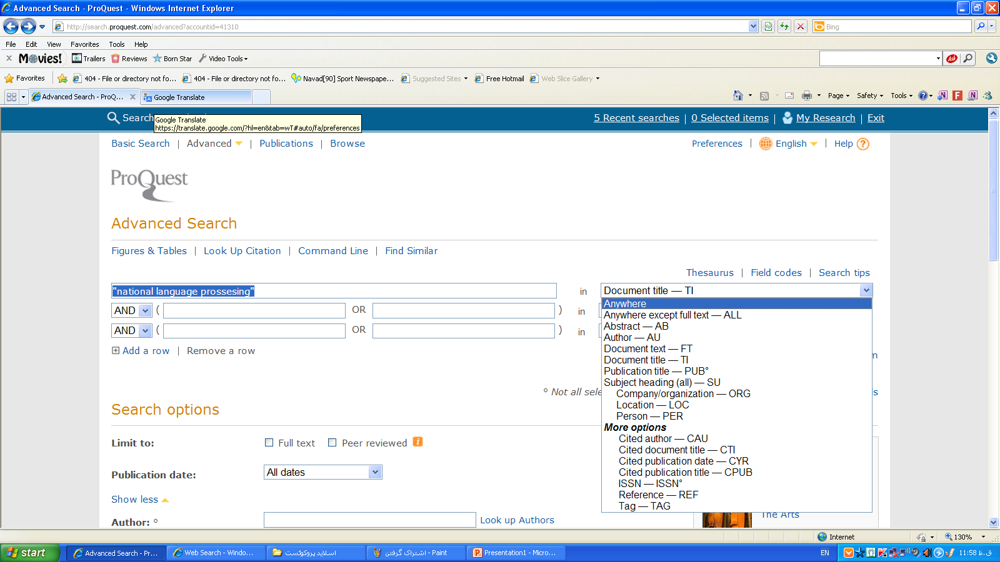 Advanced Search - ProQuest - Windows Internet Explorer
http://search.proquest.com/advanced?accountid=41310
Bing
File Edit View Favorites Tools Help
x Movies! Trailers Reviews Born Star Video Tools
Ask
Favorites 404 - File or directory not fo... 404 - File or directory not fo... Navad[90] Sport Newspape... Suggested Sites Free Hotmail Web Slice Gallery
Advanced Search - ProQ... Google Translate Page Safety Tools
Search 5 Recent searches | 0 Selected items | My Research | Exit
Google Translate
https://translate.google.com/?hl=en&tab=wT#auto/fa/preferences
Basic Search | Advanced | Publications | Browse Preferences | English | Help ?
ProQuest
Advanced Search
Figures & Tables | Look Up Citation | Command Line | Find Similar
Thesaurus | Field codes | Search tips
"national language prossesing" in Document title — TI
AND ( OR ) in
AND ( OR ) in
Add a row | Remove a row
Anywhere
Anywhere except full text — ALL
Abstract — AB
Author — AU
Document text — FT
Document title — TI
Publication title — PUB°
Subject heading (all) — SU
Company/organization — ORG
Location — LOC
Person — PER
More options
Cited author — CAU
Cited document title — CTI
Cited publication date — CYR
Cited publication title — CPUB
ISSN — ISSN°
Reference — REF
Tag — TAG
° Not all sele
Search options
Limit to: Full text Peer reviewed i
Publication date: All dates
Show less
Author: ° Look up Authors
The Arts
Internet 130%
start Advanced Search - Pr... Web Search - Windo... اسلاید پروکوئست اشتراک گرفتن - Paint Presentation1 - Micro... EN 11:58 ق.ظ